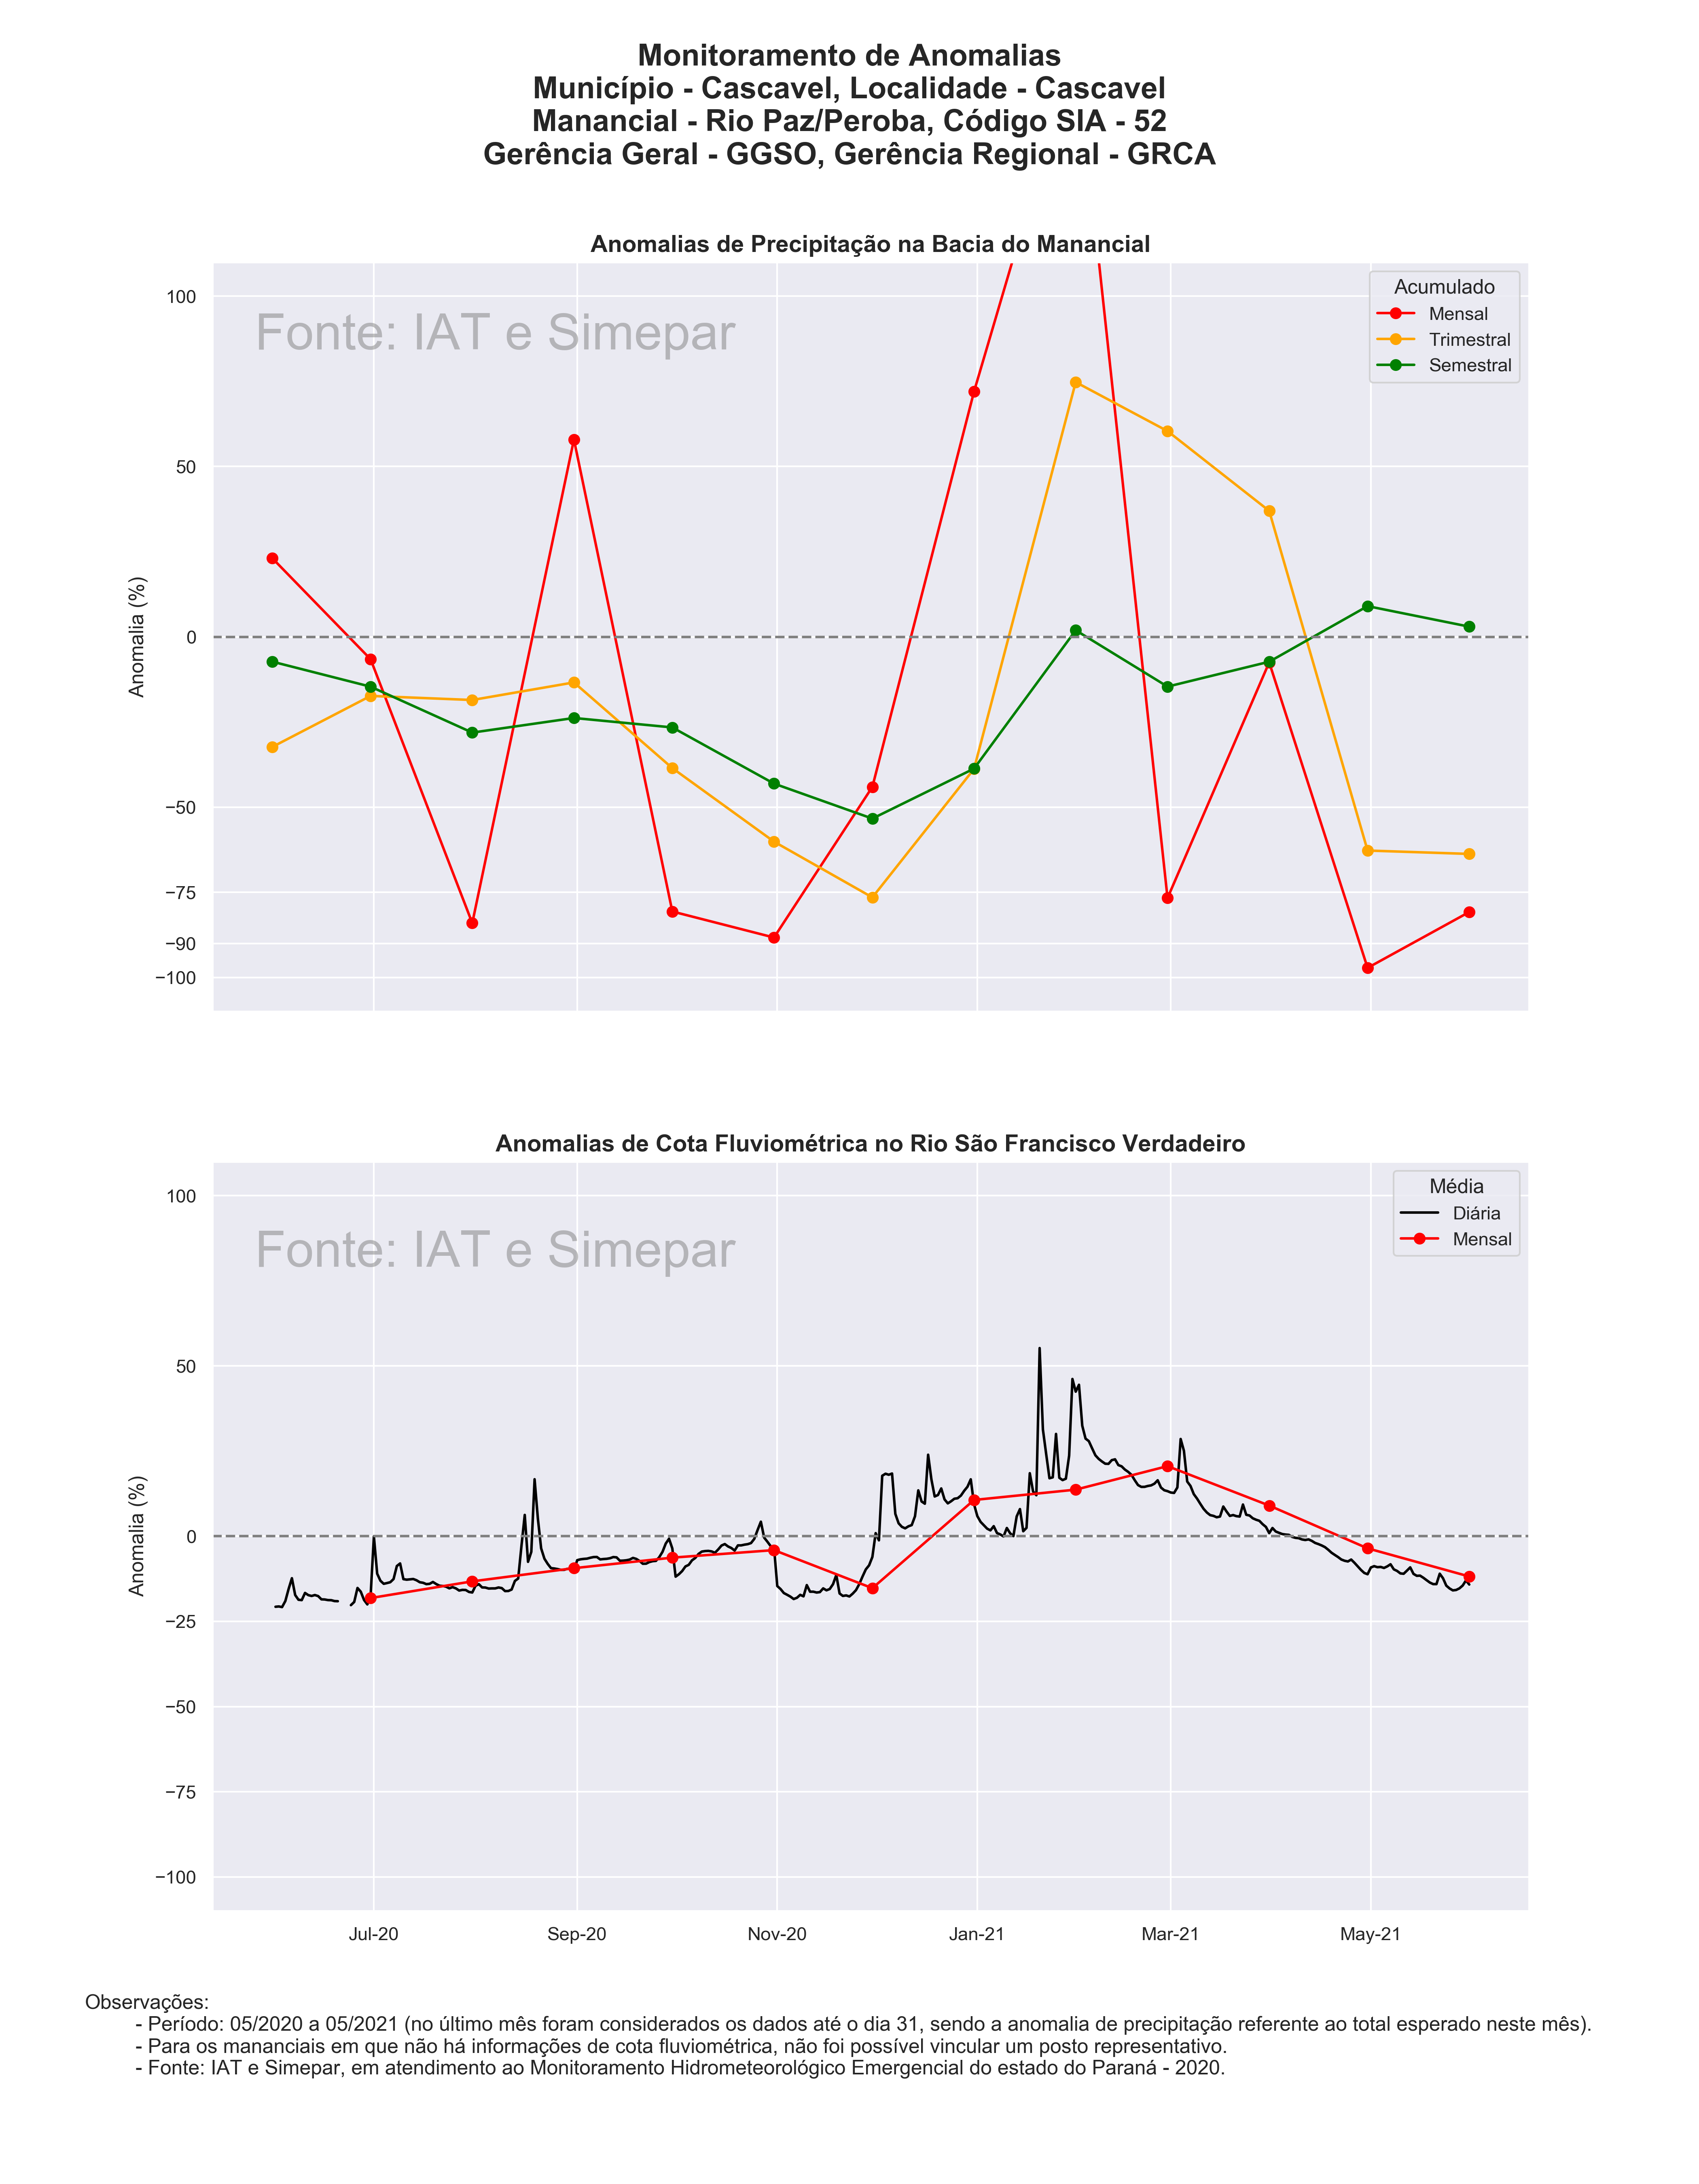 Monitoramento de Anomalias
Município - Cascavel, Localidade - Cascavel
Manancial - Rio Paz/Peroba, Código SIA - 52
Gerência Geral - GGSO, Gerência Regional - GRCA
Anomalias de Precipitação na Bacia do Manancial
Fonte: IAT e Simepar
Acumulado
Mensal
Trimestral
Semestral
Anomalia (%)
100
50
0
−50
−75
−90
−100
Anomalias de Cota Fluviométrica no Rio São Francisco Verdadeiro
Fonte: IAT e Simepar
Média
Diária
Mensal
Anomalia (%)
100
50
0
−25
−50
−75
−100
Jul-20 Sep-20 Nov-20 Jan-21 Mar-21 May-21
Observações:
- Período: 05/2020 a 05/2021 (no último mês foram considerados os dados até o dia 31, sendo a anomalia de precipitação referente ao total esperado neste mês).
- Para os mananciais em que não há informações de cota fluviométrica, não foi possível vincular um posto representativo.
- Fonte: IAT e Simepar, em atendimento ao Monitoramento Hidrometeorológico Emergencial do estado do Paraná - 2020.